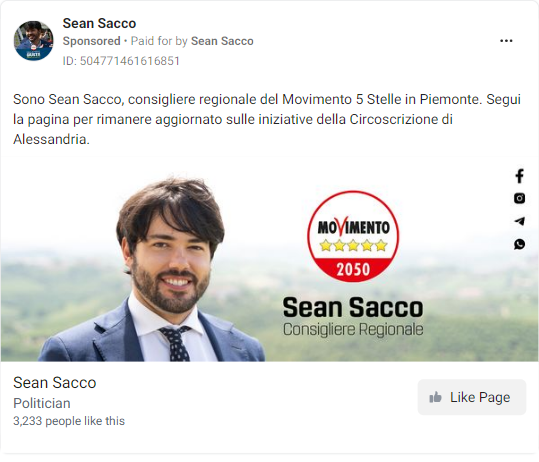 Sean Sacco
Sponsored • Paid for by Sean Sacco
ID: 504771461616851
Sono Sean Sacco, consigliere regionale del Movimento 5 Stelle in Piemonte. Segui
la pagina per rimanere aggiornato sulle iniziative della Circoscrizione di
Alessandria.
MOVIMENTO
2050
Sean Sacco
Consigliere Regionale
Sean Sacco
Politician
3,233 people like this
Like Page